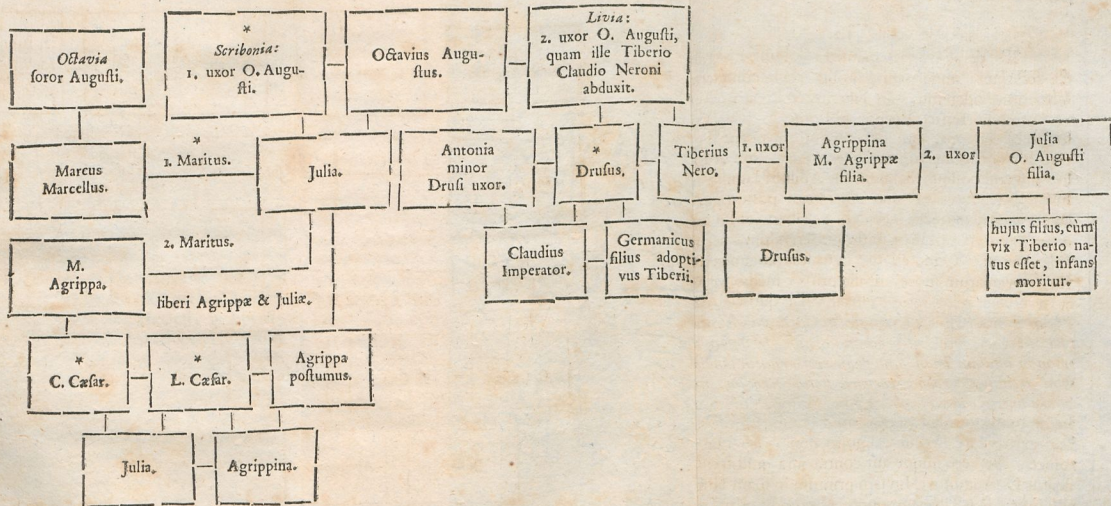 Octavia
ſoror Auguſti.
*
Scribonia:
1. uxor O. Augu-
ſti.
Octavius Augu-
ſtus.
Livia:
2. uxor O. Auguſti,
quam ille Tiberio
Claudio Neroni
abduxit.
Marcus
Marcellus.
1. Maritus.
Julia.
Antonia
minor
Druſi uxor.
*
Druſus.
Tiberius
Nero.
1. uxor
Agrippina
M. Agrippæ
filia.
2. uxor
Julia
O. Auguſti
filia.
M.
Agrippa.
2. Maritus.
liberi Agrippæ & Juliæ.
Claudius
Imperator.
Germanicus
filius adopti-
vus Tiberii.
Druſus.
hujus filius, cùm
vix Tiberio na-
tus eſſet, infans
moritur.
*
C. Cæſar.
*
L. Cæſar.
Agrippa
poſtumus.
Julia.
Agrippina.